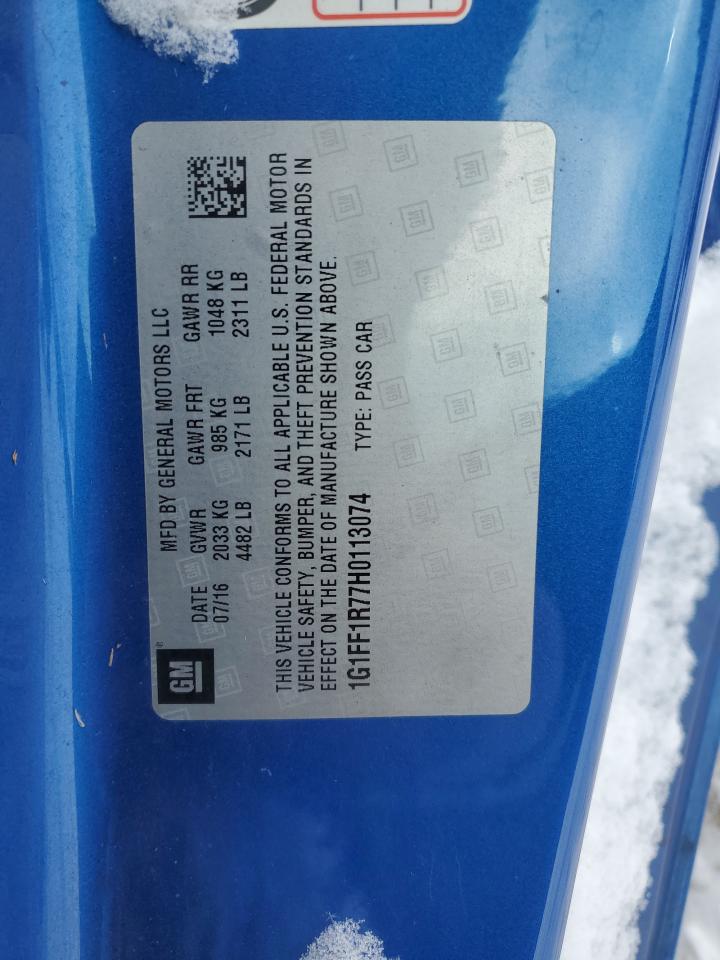 MFD BY GENERAL MOTORS LLC
DATE GVWR GAWR FRT GAWR RR
07/16 2033 KG 985 KG 1048 KG
4482 LB 2171 LB 2311 LB
GM ®
THIS VEHICLE CONFORMS TO ALL APPLICABLE U.S. FEDERAL MOTOR
VEHICLE SAFETY, BUMPER, AND THEFT PREVENTION STANDARDS IN
EFFECT ON THE DATE OF MANUFACTURE SHOWN ABOVE.
1G1FF1R77H0113074 TYPE: PASS CAR